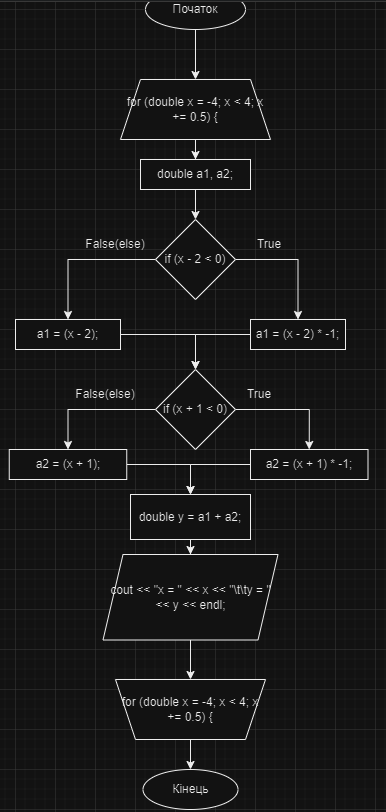 Початок
for (double x = -4; x < 4; x
+= 0.5) {
double a1, a2;
False(else)
True
if (x - 2 < 0)
a1 = (x - 2);
a1 = (x - 2) * -1;
False(else)
True
if (x + 1 < 0)
a2 = (x + 1);
a2 = (x + 1) * -1;
double y = a1 + a2;
cout << "x = " << x << "\t\ty = "
<< y << endl;
for (double x = -4; x < 4; x
+= 0.5) {
Кінець